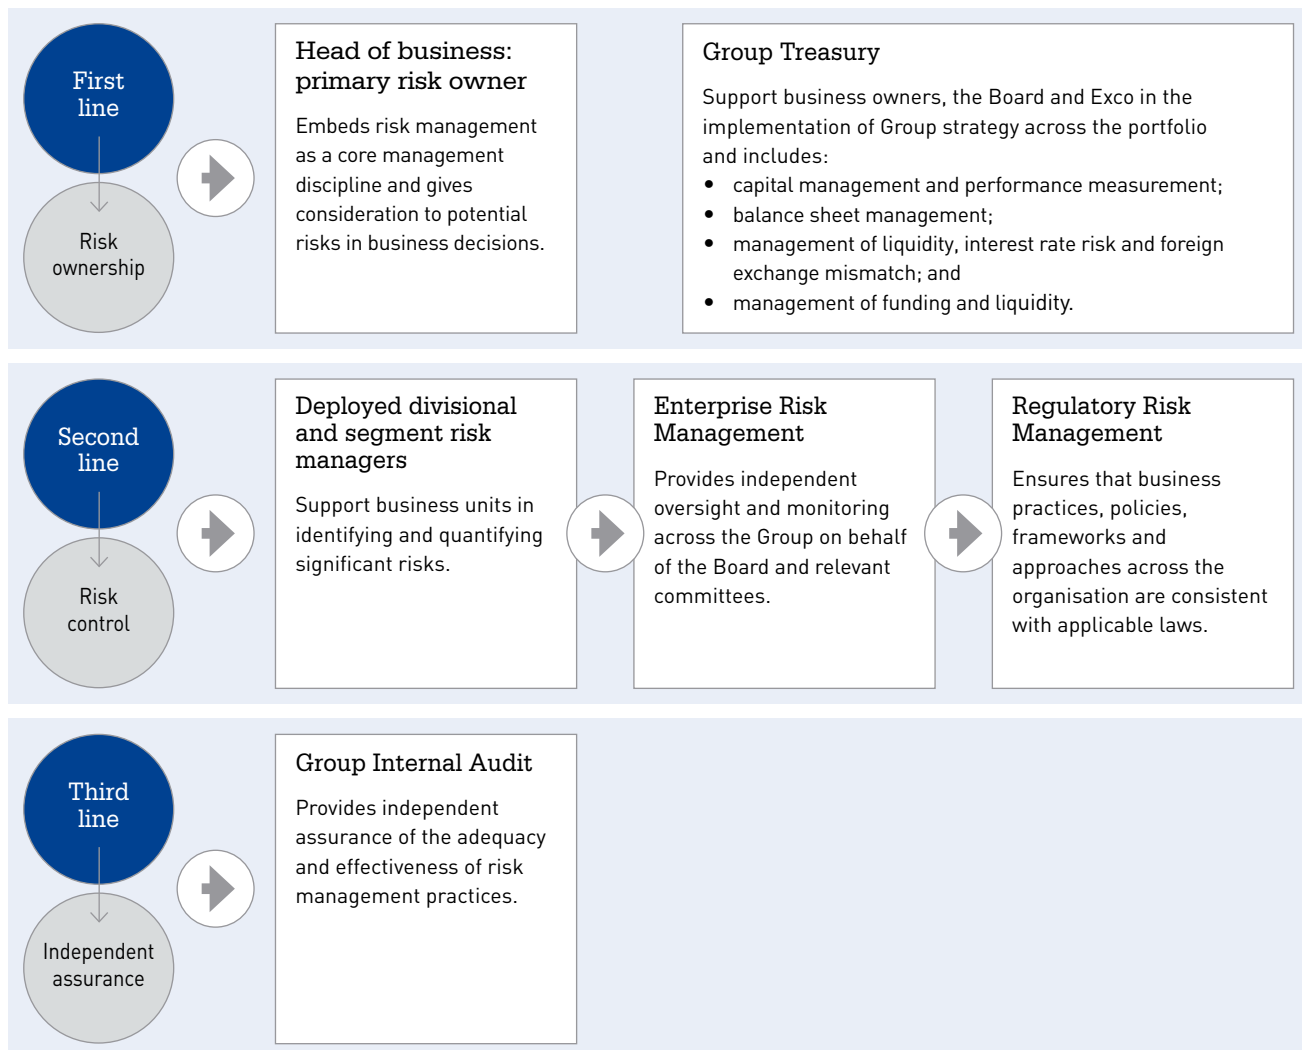 First
line
Risk
ownership
Head of business:
primary risk owner
Embeds risk management
as a core management
discipline and gives
consideration to potential
risks in business decisions.
Group Treasury
Support business owners, the Board and Exco in the
implementation of Group strategy across the portfolio
and includes:
• capital management and performance measurement;
• balance sheet management;
• management of liquidity, interest rate risk and foreign
exchange mismatch; and
• management of funding and liquidity.
Second
line
Risk
control
Deployed divisional
and segment risk
managers
Support business units in
identifying and quantifying
significant risks.
Enterprise Risk
Management
Provides independent
oversight and monitoring
across the Group on behalf
of the Board and relevant
committees.
Regulatory Risk
Management
Ensures that business
practices, policies,
frameworks and
approaches across the
organisation are consistent
with applicable laws.
Third
line
Independent
assurance
Group Internal Audit
Provides independent
assurance of the adequacy
and effectiveness of risk
management practices.